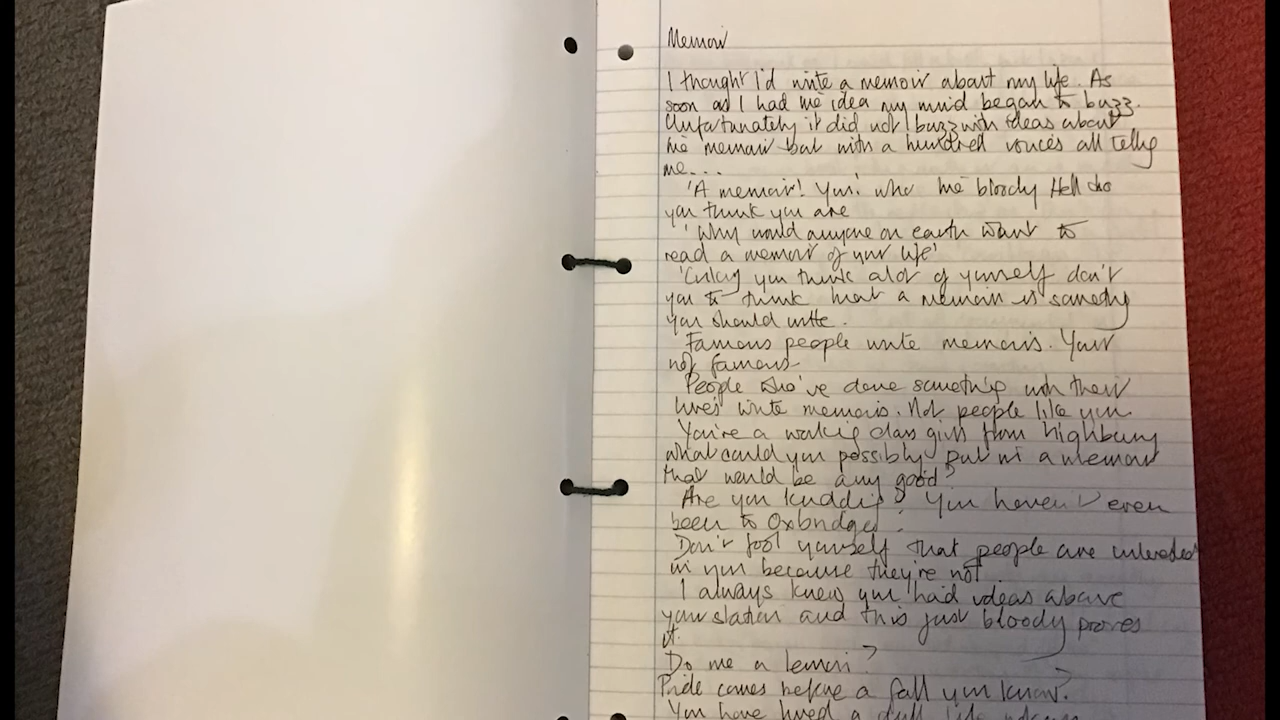 Memoir
I thought I'd write a memoir about my life. As
soon as I had the idea my mind began to buzz.
Unfortunately it did not buzz with ideas about
the memoir but with a hundred voices all telling
me...
'A memoir! You! who the bloody Hell do
you think you are
'Why would anyone on earth want to
read a memoir of your life'
'Crikey you think alot of yourself don't
you to think that a memoir is something
you should write.
Famous people write memoirs. Your
not famous
People who've done something with their
lives write memoirs. Not people like you.
You're a working class girl from highbury
what could you possibly put in a memoir
that would be any good?
Are you kidding? You haven't even
been to Oxbridge!
Don't fool yourself that people are interested
in you because they're not.
I always knew you had ideas above
your station and this just bloody proves
it.
Do me a lemon?
Pride comes before a fall you know?
You have lived a dull life